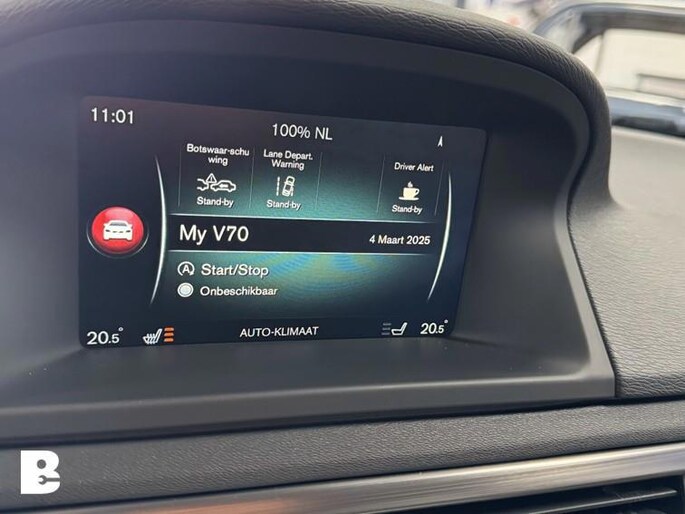 11:01
100% NL
Botswaar-schu
wing
Stand-by
Lane Depart.
Warning
Stand-by
Driver Alert
Stand-by
My V70
4 Maart 2025
A Start/Stop
Onbeschikbaar
20.5°
AUTO-KLIMAAT
20.5°
B